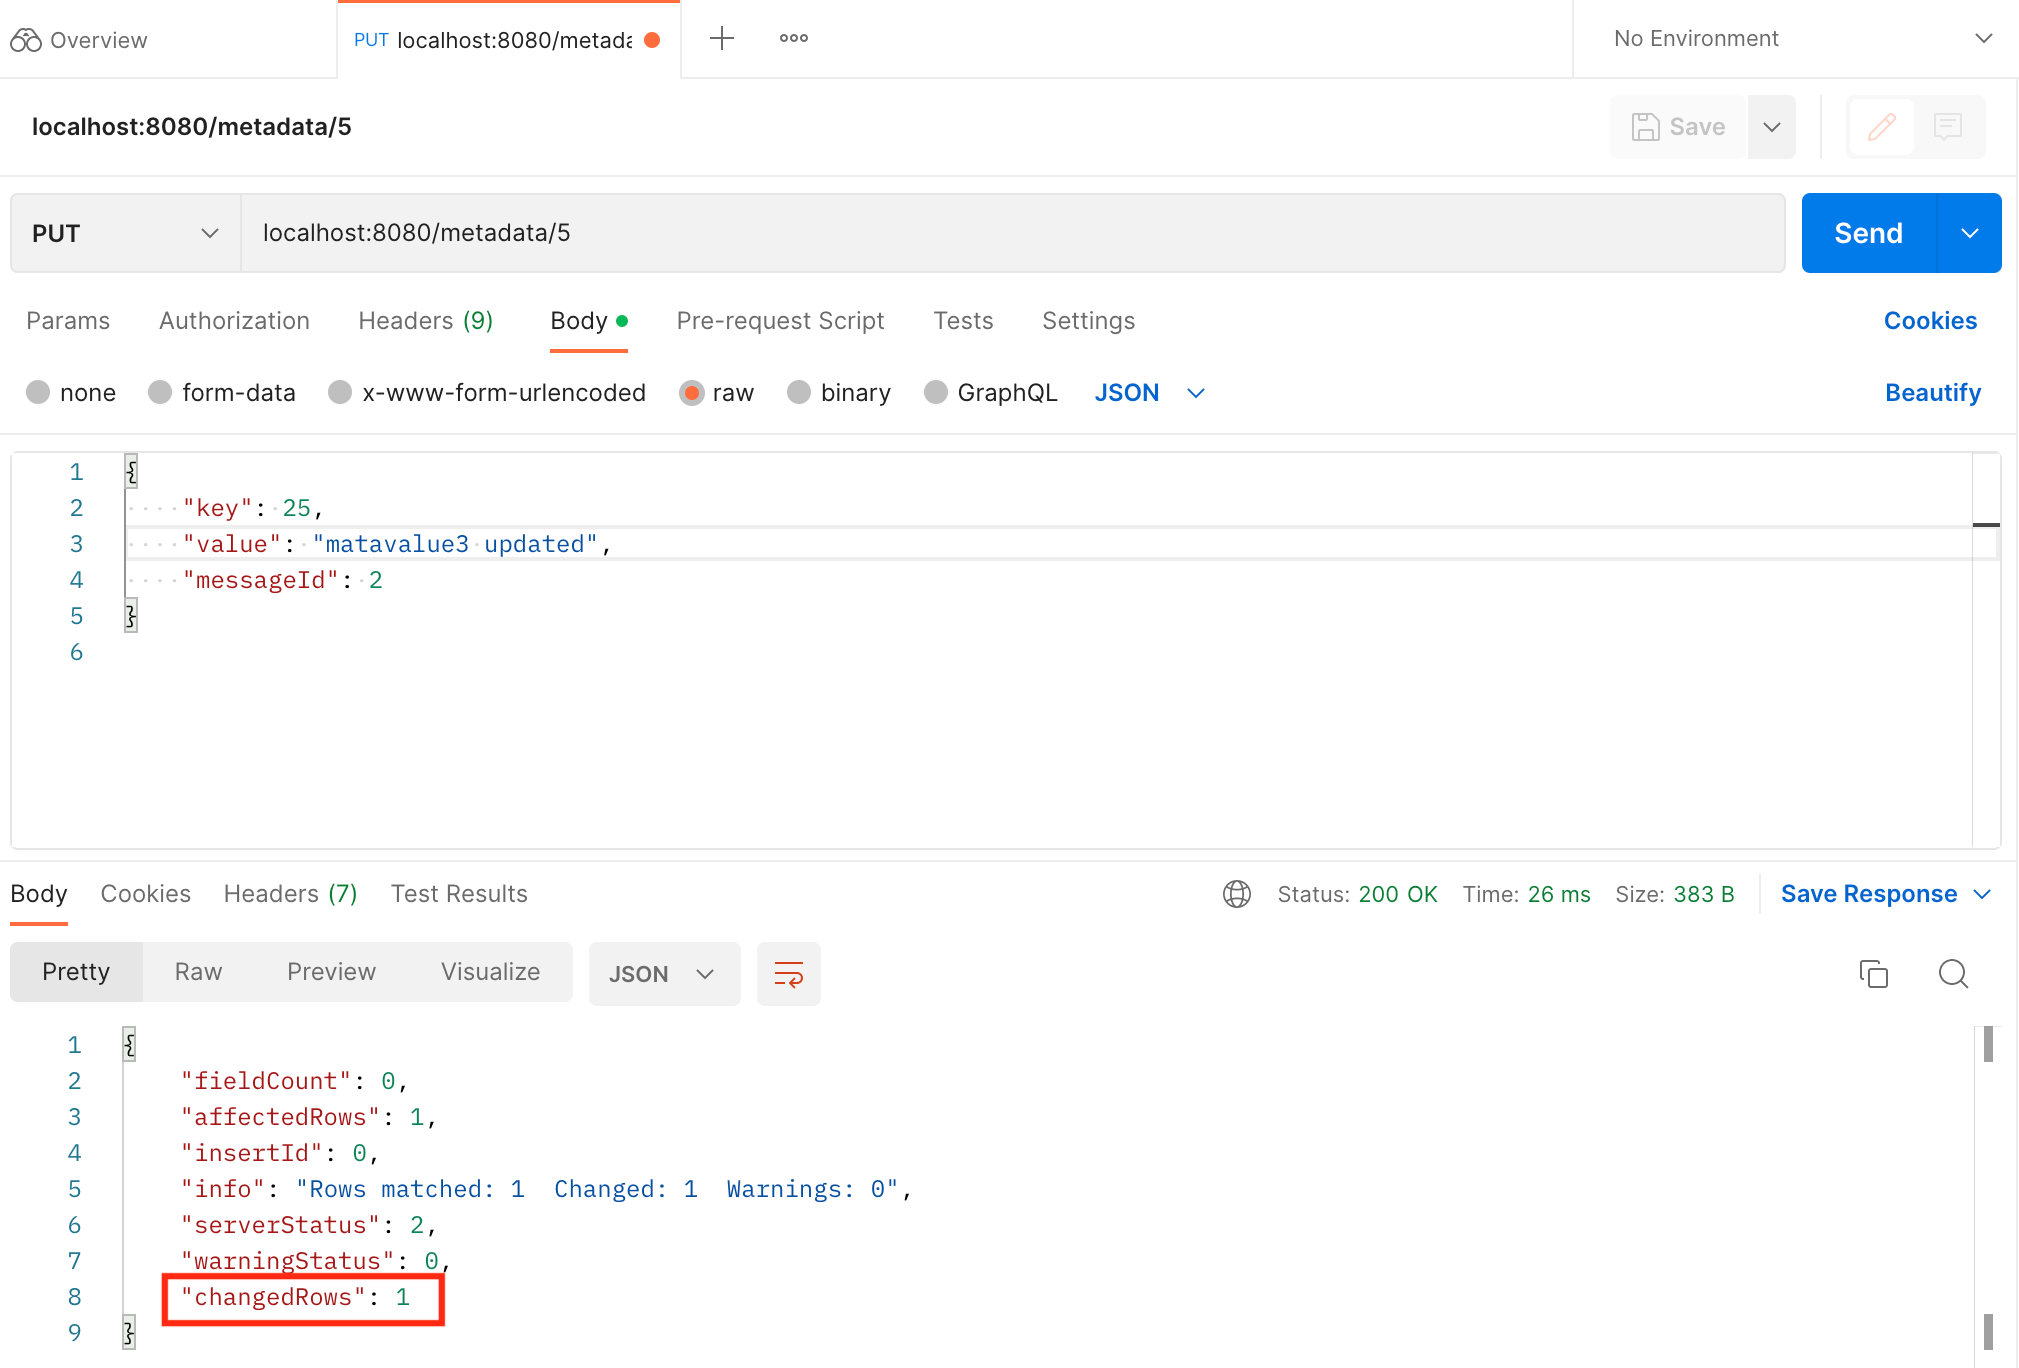 Overview
PUT localhost:8080/metada
No Environment
localhost:8080/metadata/5
Save
PUT
localhost:8080/metadata/5
Send
Params Authorization Headers (9) Body Pre-request Script Tests Settings Cookies
none form-data x-www-form-urlencoded raw binary GraphQL JSON Beautify
1 {
2 "key": 25,
3 "value": "matavalue3 updated",
4 "messageId": 2
5 }
6
Body Cookies Headers (7) Test Results Status: 200 OK Time: 26 ms Size: 383 B Save Response
Pretty Raw Preview Visualize JSON
1 {
2 "fieldCount": 0,
3 "affectedRows": 1,
4 "insertId": 0,
5 "info": "Rows matched: 1  Changed: 1  Warnings: 0",
6 "serverStatus": 2,
7 "warningStatus": 0,
8 "changedRows": 1
9 }